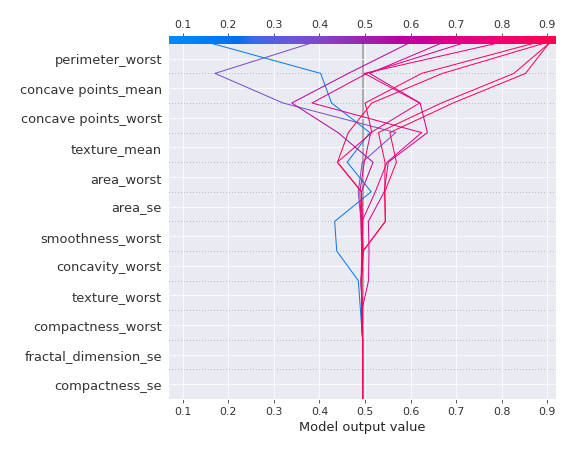 0.1 0.2 0.3 0.4 0.5 0.6 0.7 0.8 0.9
perimeter_worst
concave points_mean
concave points_worst
texture_mean
area_worst
area_se
smoothness_worst
concavity_worst
texture_worst
compactness_worst
fractal_dimension_se
compactness_se
0.1 0.2 0.3 0.4 0.5 0.6 0.7 0.8 0.9
Model output value